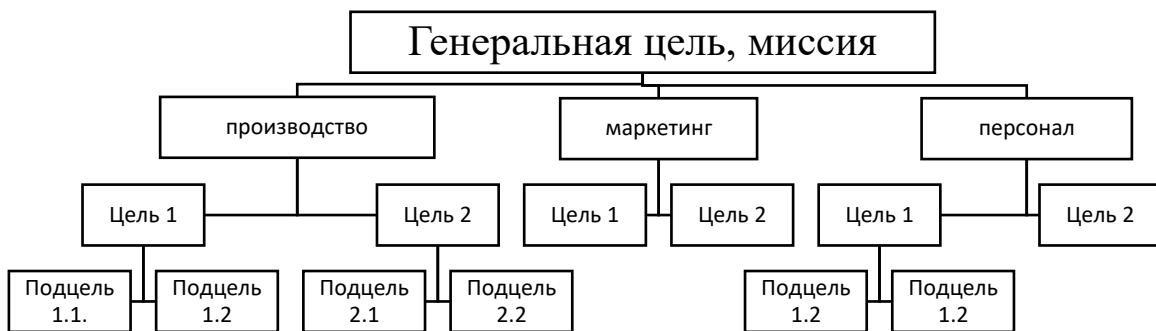 Генеральная цель, миссия
производство
маркетинг
персонал
Цель 1
Цель 2
Цель 1
Цель 2
Цель 1
Цель 2
Подцель
1.1.
Подцель
1.2
Подцель
2.1
Подцель
2.2
Подцель
1.2
Подцель
1.2